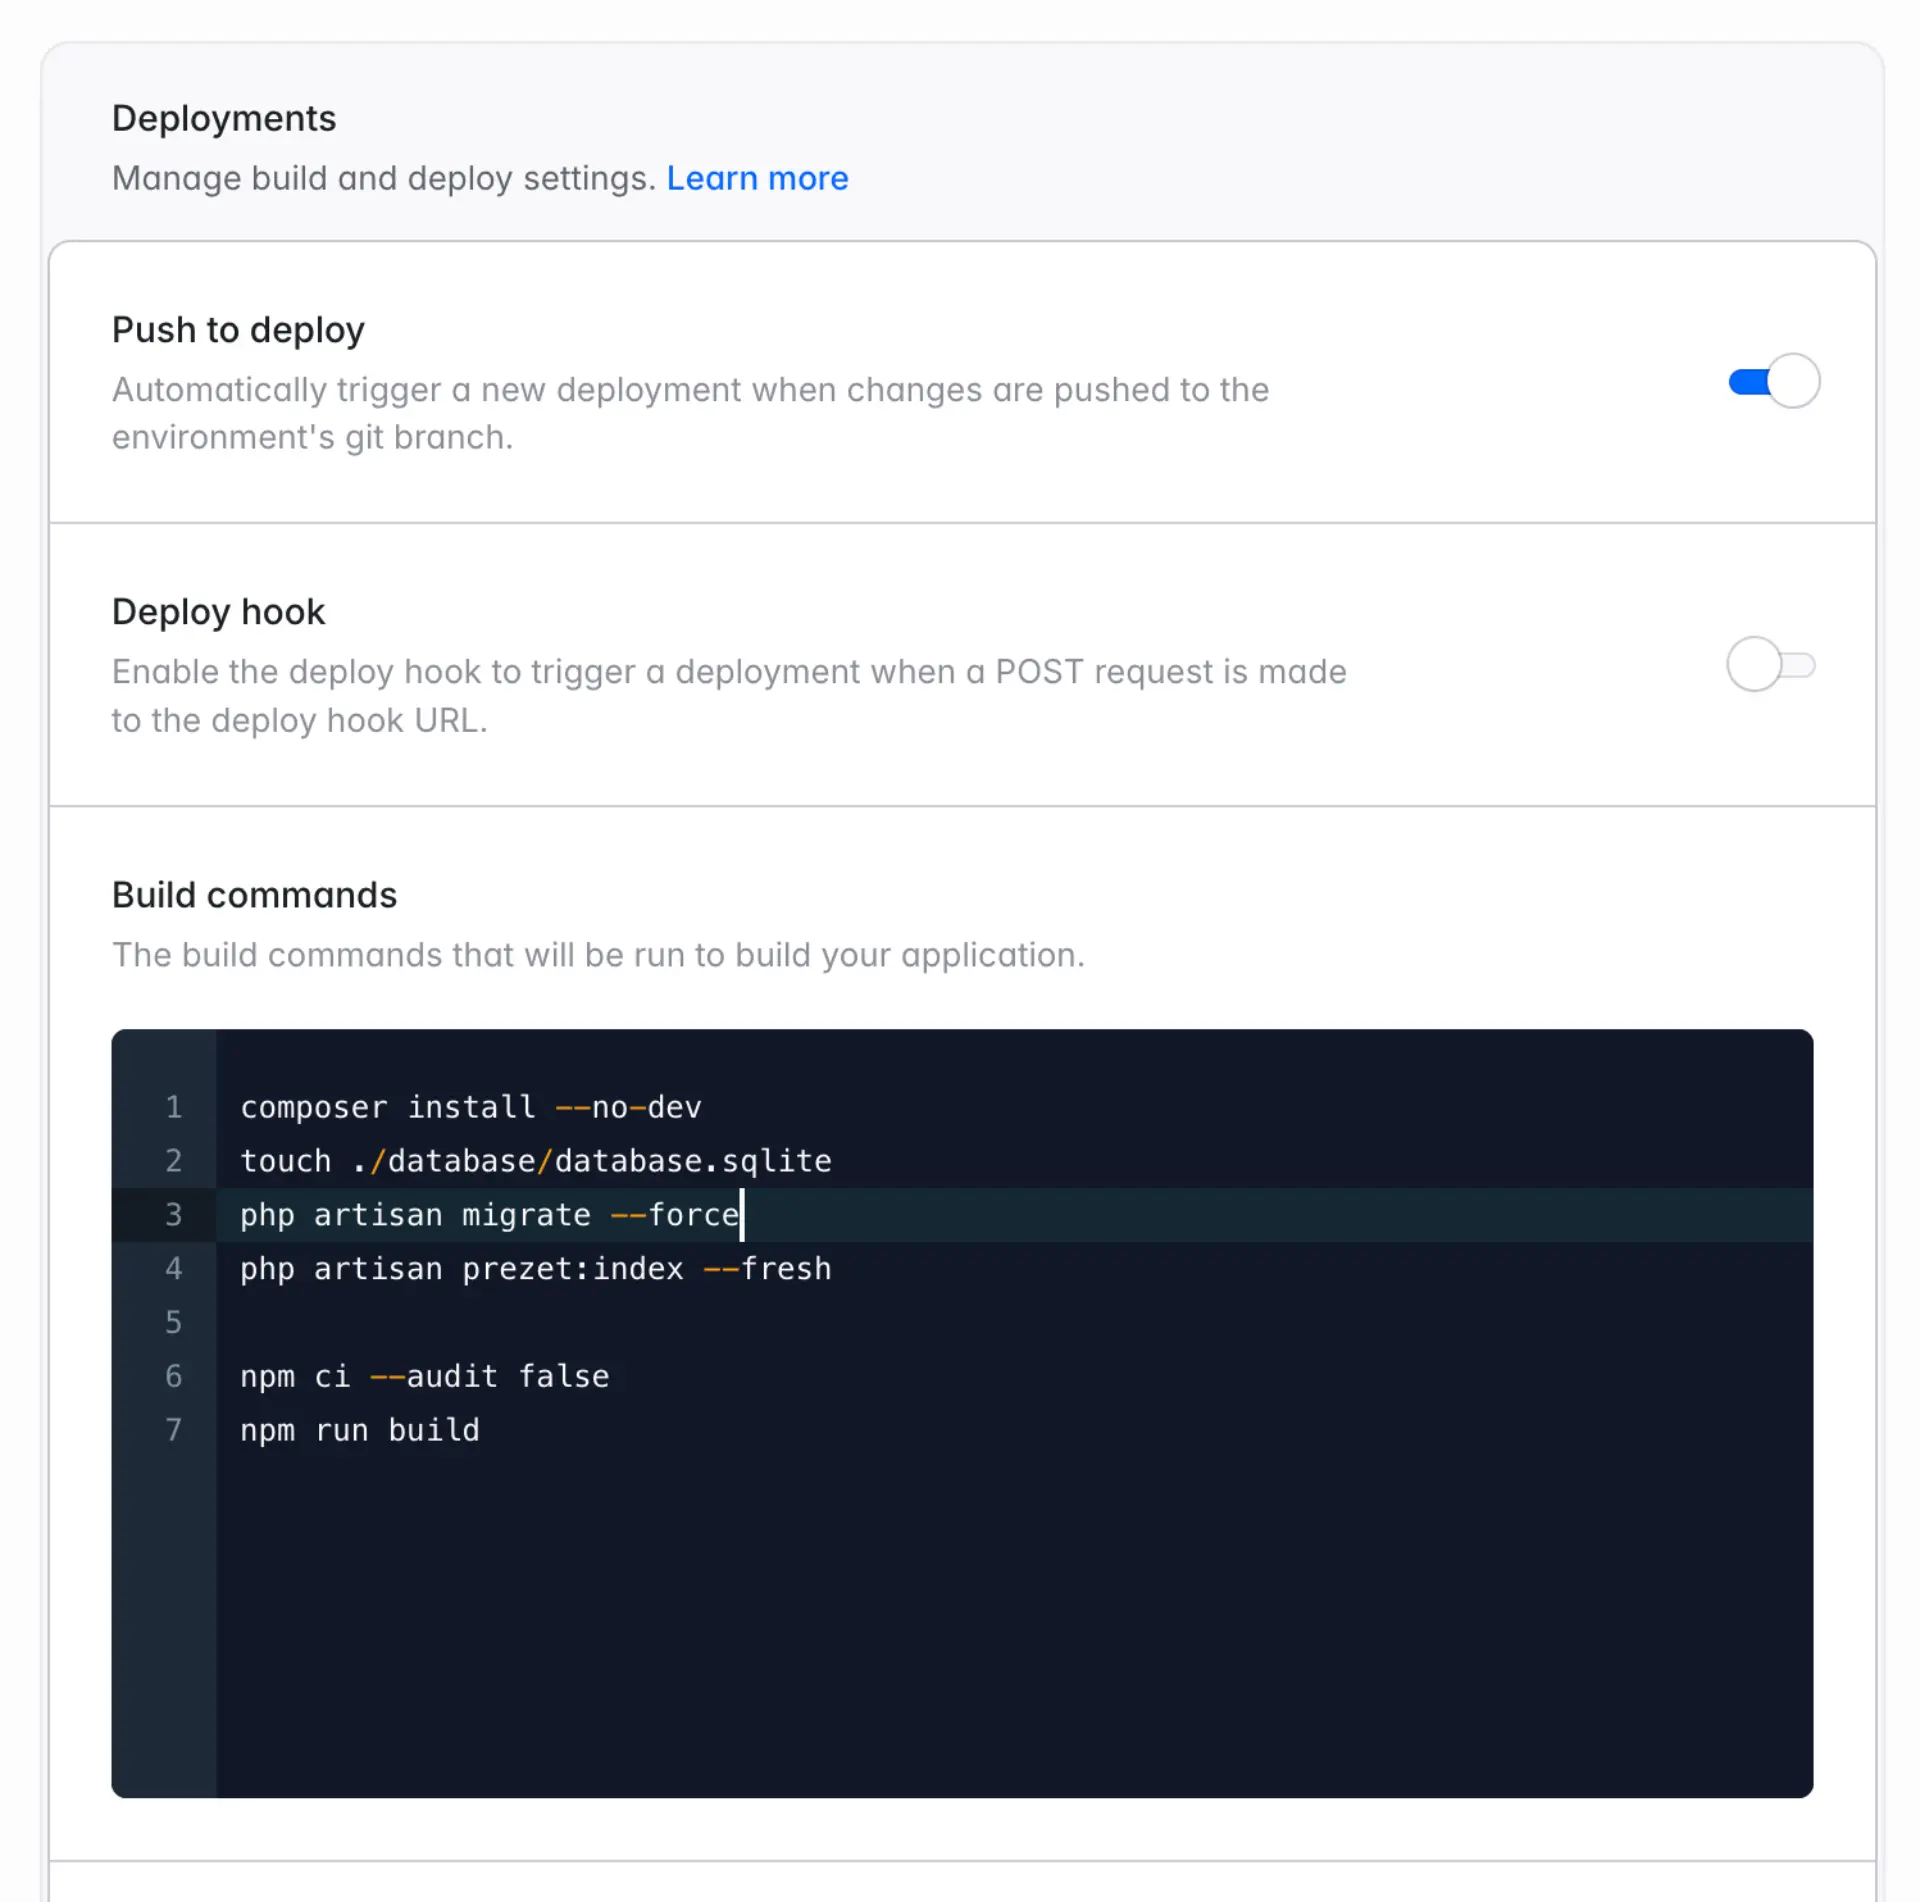 Deployments
Manage build and deploy settings. Learn more
Push to deploy
Automatically trigger a new deployment when changes are pushed to the
environment's git branch.
Deploy hook
Enable the deploy hook to trigger a deployment when a POST request is made
to the deploy hook URL.
Build commands
The build commands that will be run to build your application.
1 composer install --no-dev
2 touch ./database/database.sqlite
3 php artisan migrate --force
4 php artisan prezet:index --fresh
5
6 npm ci --audit false
7 npm run build